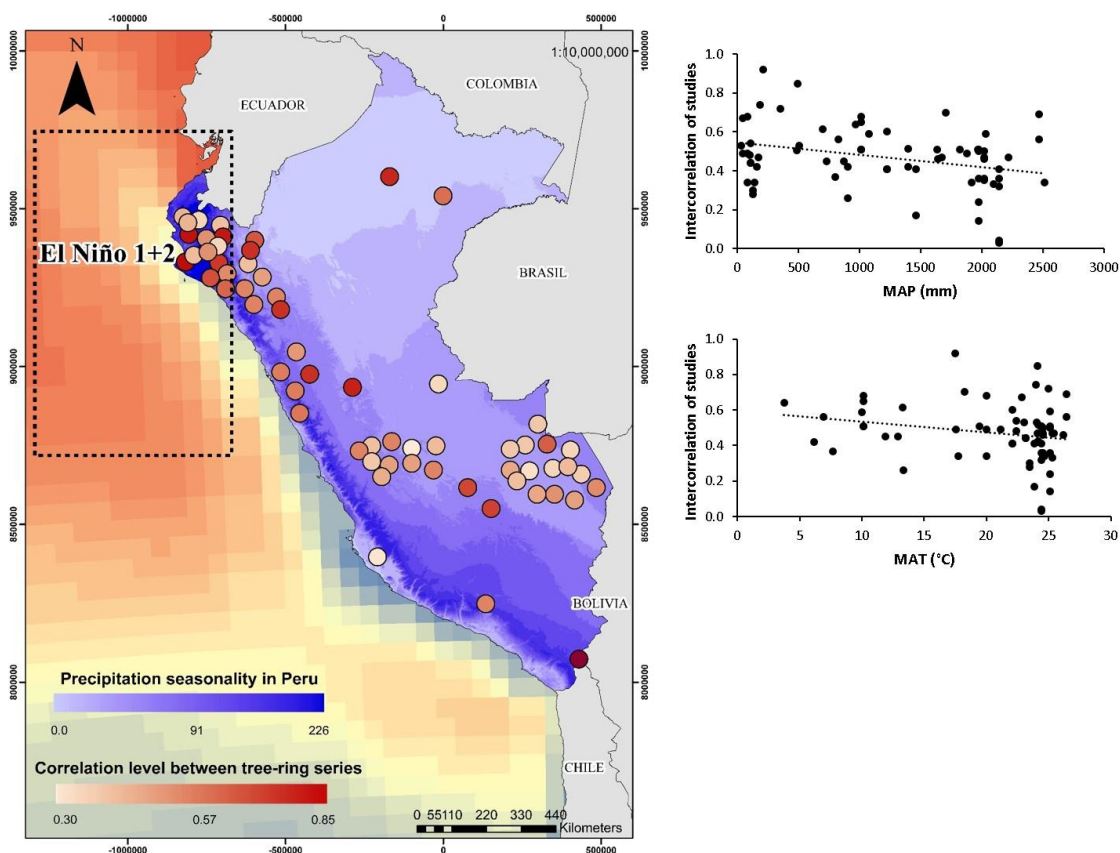 -1000000 -500000 0 500000
N
1:10,000,000
COLOMBIA
ECUADOR
BRASIL
El Niño 1+2
BOLIVIA
CHILE
10000000
9500000
9000000
8500000
8000000
10000000
9500000
9000000
8500000
8000000
Precipitation seasonality in Peru
0.0 91 226
Correlation level between tree-ring series
0.30 0.57 0.85
0 55110 220 330 440
Kilometers
-1000000 -500000 0 500000
Intercorrelation of studies
1.0
0.8
0.6
0.4
0.2
0.0
0 500 1000 1500 2000 2500 3000
MAP (mm)
Intercorrelation of studies
1.0
0.8
0.6
0.4
0.2
0.0
0 5 10 15 20 25 30
MAT (°C)